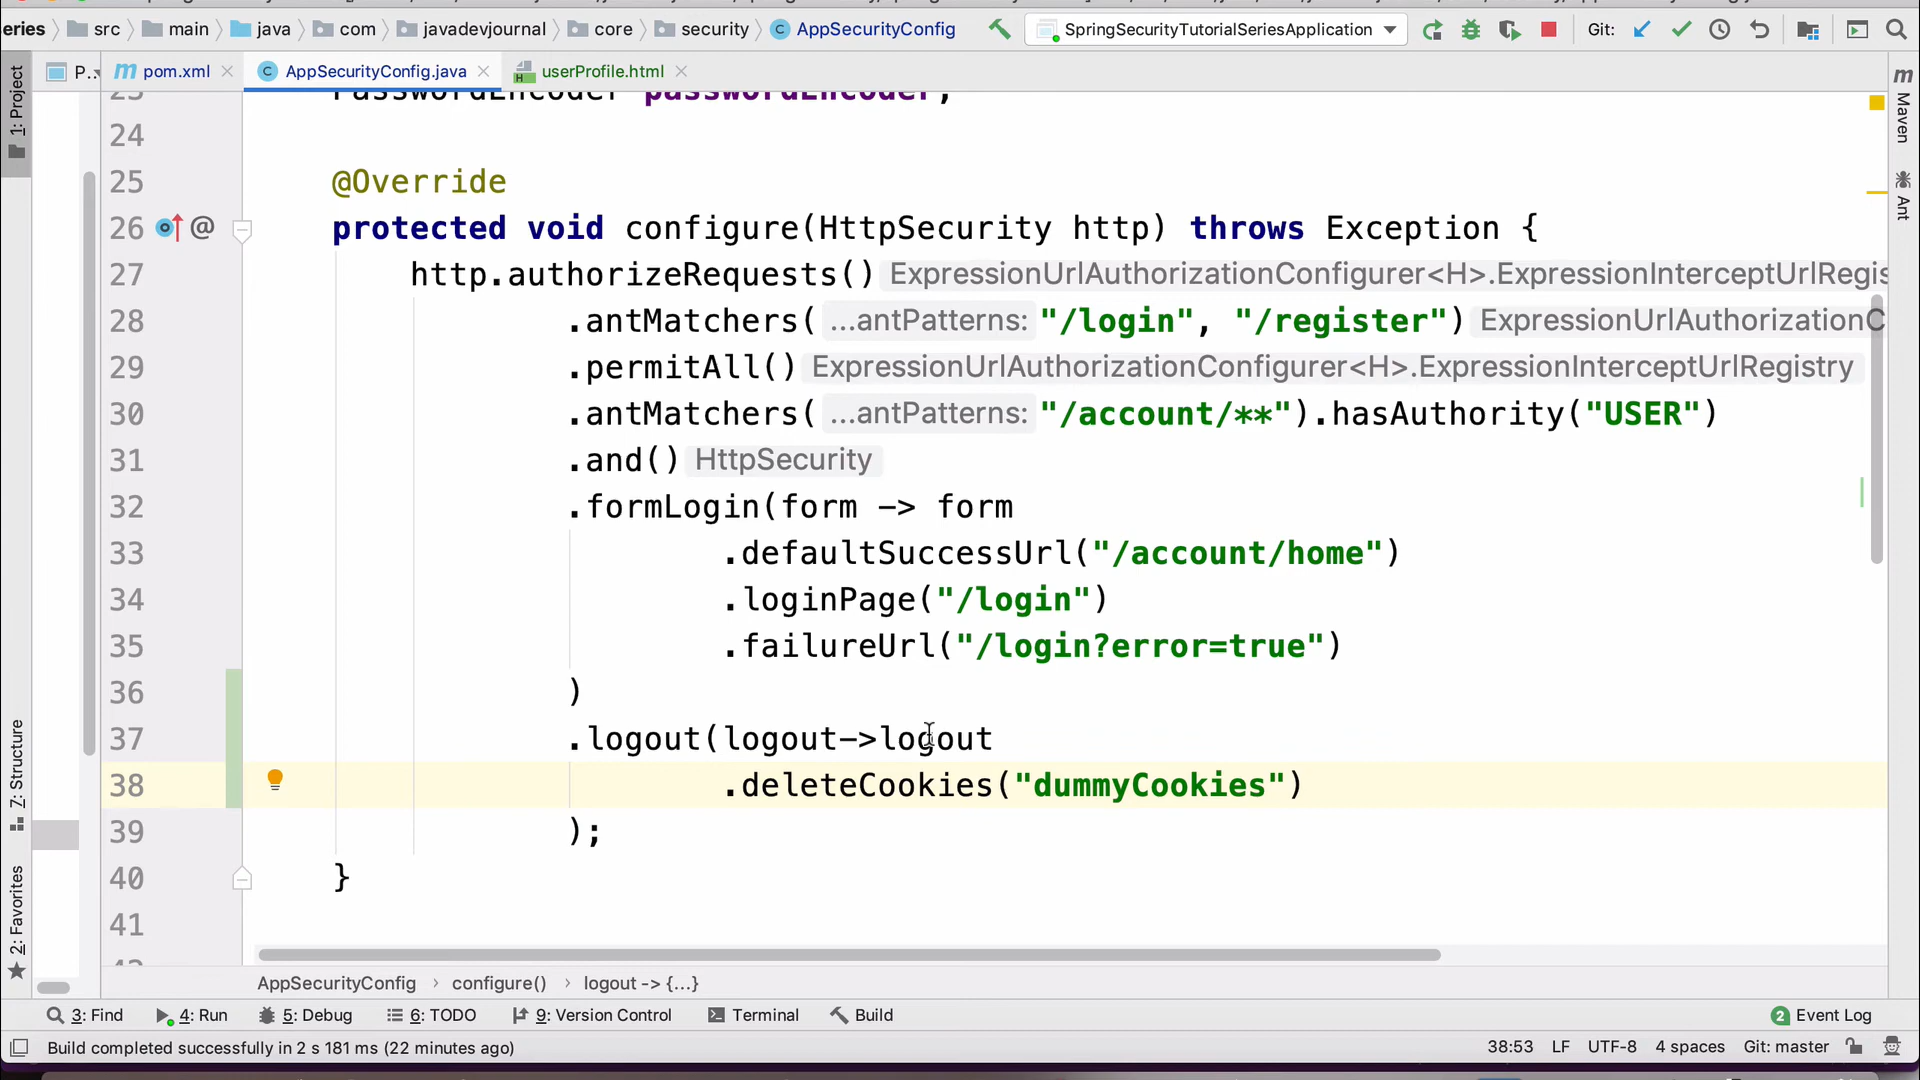 eries src main java com javadevjournal core security AppSecurityConfig SpringSecurityTutorialSeriesApplication Git:
1: Project P.. pom.xml AppSecurityConfig.java userProfile.html Maven
Ant
PasswordEncoder passwordEncoder;
24
25 @Override
26 @ protected void configure(HttpSecurity http) throws Exception {
27 http.authorizeRequests() ExpressionUrlAuthorizationConfigurer<H>.ExpressionInterceptUrlRegis
28 .antMatchers( ...antPatterns: "/login", "/register") ExpressionUrlAuthorizationC
29 .permitAll() ExpressionUrlAuthorizationConfigurer<H>.ExpressionInterceptUrlRegistry
30 .antMatchers( ...antPatterns: "/account/**").hasAuthority("USER")
31 .and() HttpSecurity
32 .formLogin(form -> form
33 .defaultSuccessUrl("/account/home")
34 .loginPage("/login")
35 .failureUrl("/login?error=true")
36 )
37 .logout(logout->logout
38 .deleteCookies("dummyCookies")
39 );
40 }
41
7: Structure
2: Favorites
AppSecurityConfig › configure() › logout -> {...}
3: Find 4: Run 5: Debug 6: TODO 9: Version Control Terminal Build 2 Event Log
Build completed successfully in 2 s 181 ms (22 minutes ago) 38:53 LF UTF-8 4 spaces Git: master